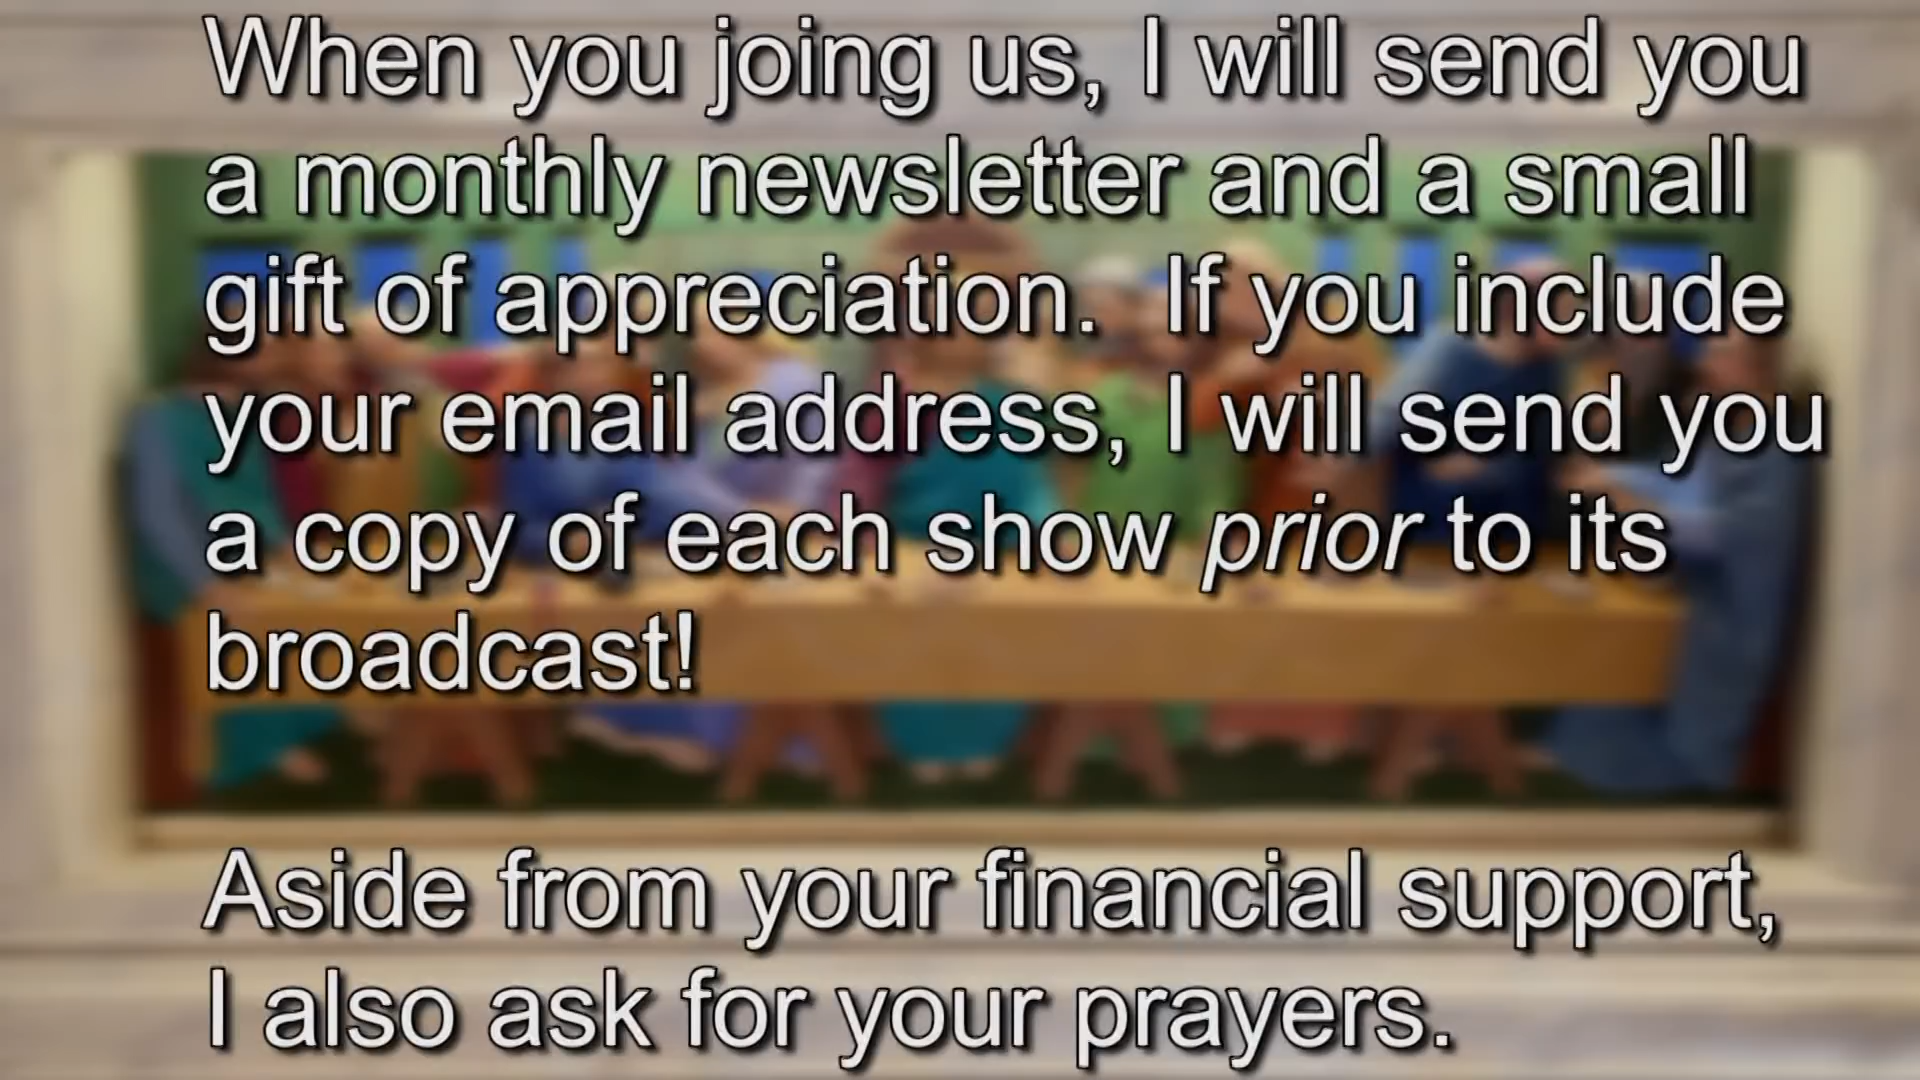 When you joing us, I will send you
a monthly newsletter and a small
gift of appreciation.  If you include
your email address, I will send you
a copy of each show prior to its
broadcast!
Aside from your financial support,
I also ask for your prayers.